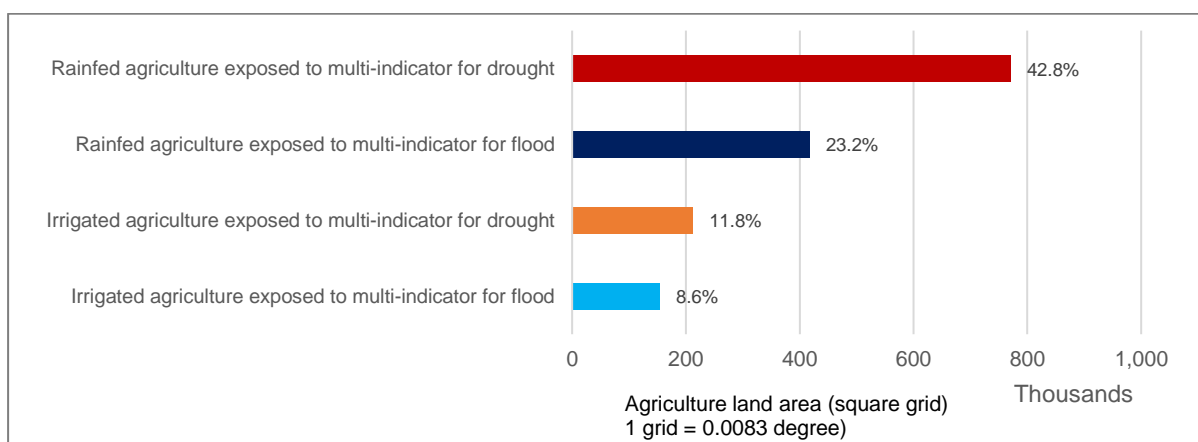 Rainfed agriculture exposed to multi-indicator for drought
42.8%
Rainfed agriculture exposed to multi-indicator for flood
23.2%
Irrigated agriculture exposed to multi-indicator for drought
11.8%
Irrigated agriculture exposed to multi-indicator for flood
8.6%
0 200 400 600 800 1,000
Thousands
Agriculture land area (square grid)
1 grid = 0.0083 degree)